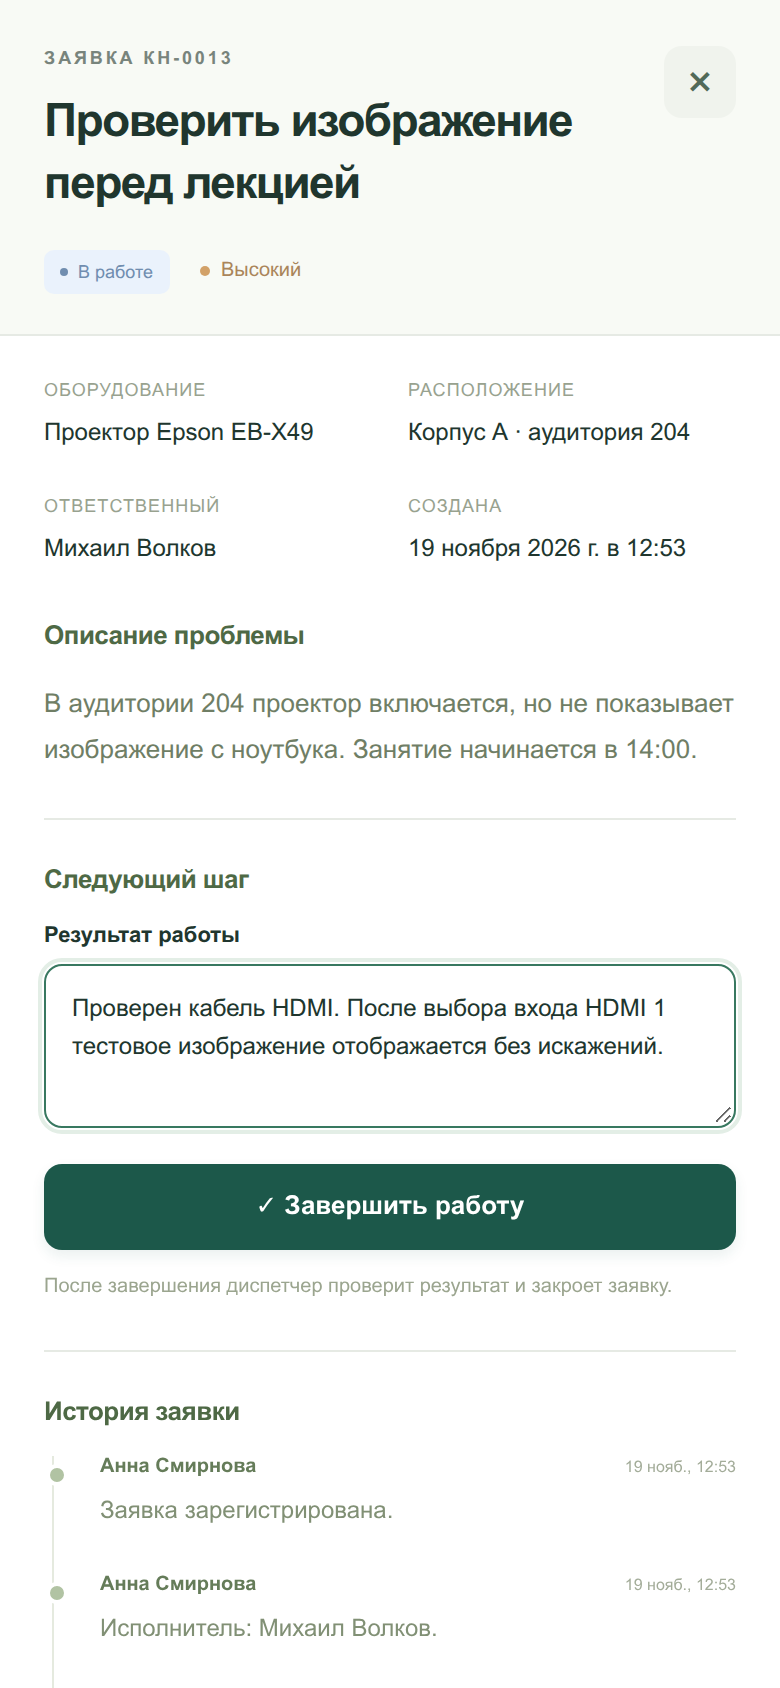 ЗАЯВКА КН-0013
Проверить изображение
перед лекцией
В работе
Высокий
ОБОРУДОВАНИЕ
РАСПОЛОЖЕНИЕ
Проектор Epson EB-X49
Корпус А · аудитория 204
ОТВЕТСТВЕННЫЙ
СОЗДАНА
Михаил Волков
19 ноября 2026 г. в 12:53
Описание проблемы
В аудитории 204 проектор включается, но не показывает
изображение с ноутбука. Занятие начинается в 14:00.
Следующий шаг
Результат работы
Проверен кабель HDMI. После выбора входа HDMI 1
тестовое изображение отображается без искажений.
✓ Завершить работу
После завершения диспетчер проверит результат и закроет заявку.
История заявки
Анна Смирнова
19 нояб., 12:53
Заявка зарегистрирована.
Анна Смирнова
19 нояб., 12:53
Исполнитель: Михаил Волков.